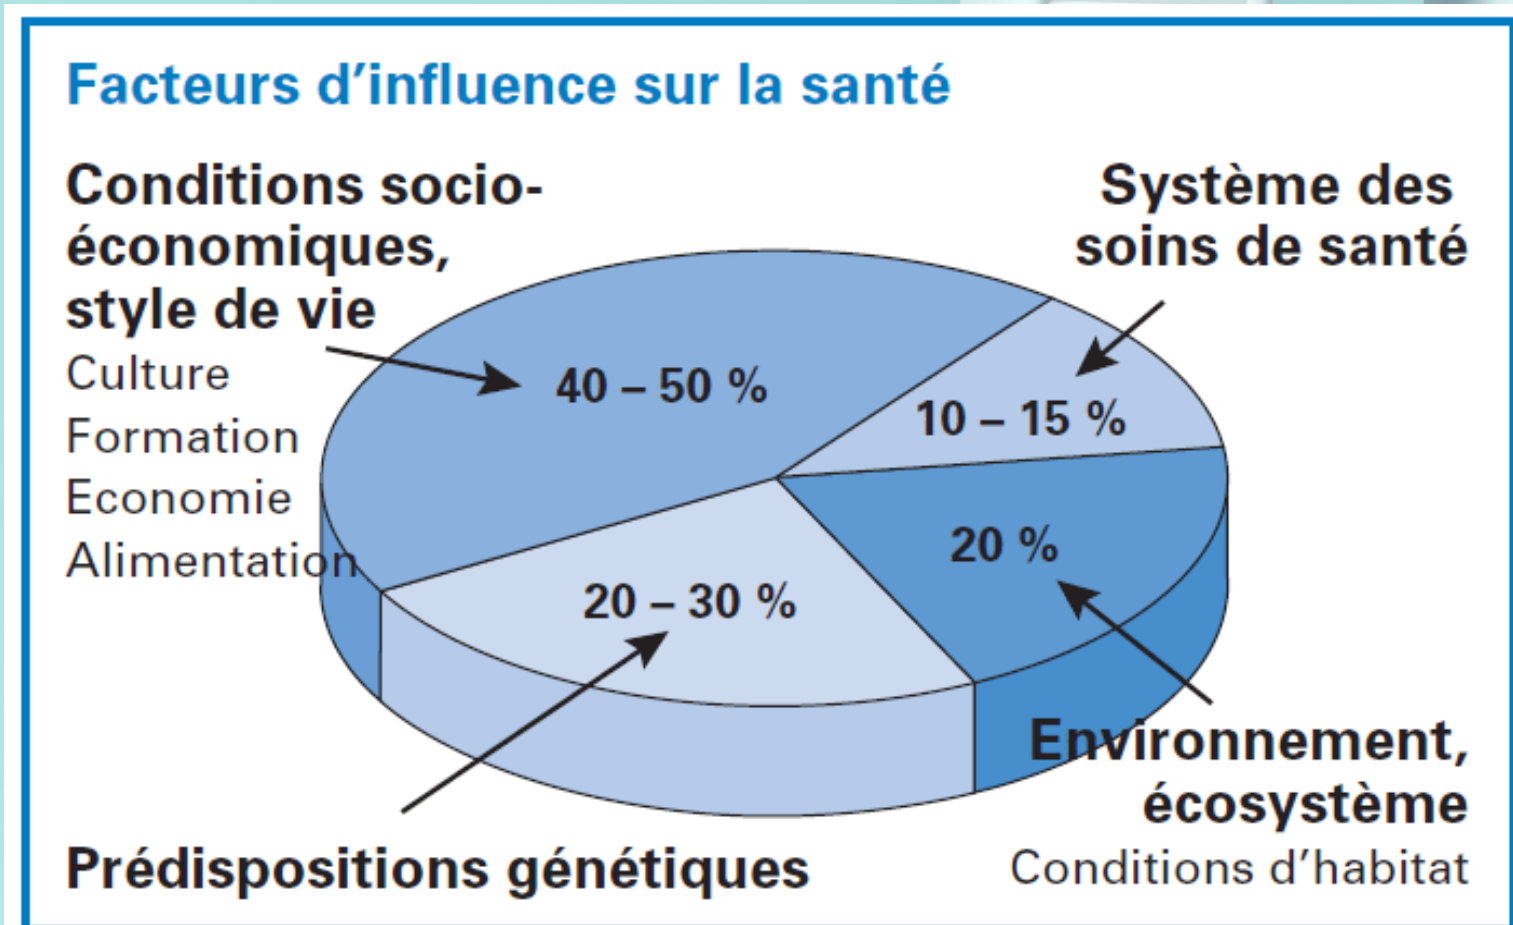 Facteurs d'influence sur la santé
Conditions socio-
économiques,
style de vie
Culture
Formation
Economie
Alimentation
Système des
soins de santé
40 – 50 %
10 – 15 %
20 %
20 – 30 %
Environnement,
écosystème
Conditions d'habitat
Prédispositions génétiques